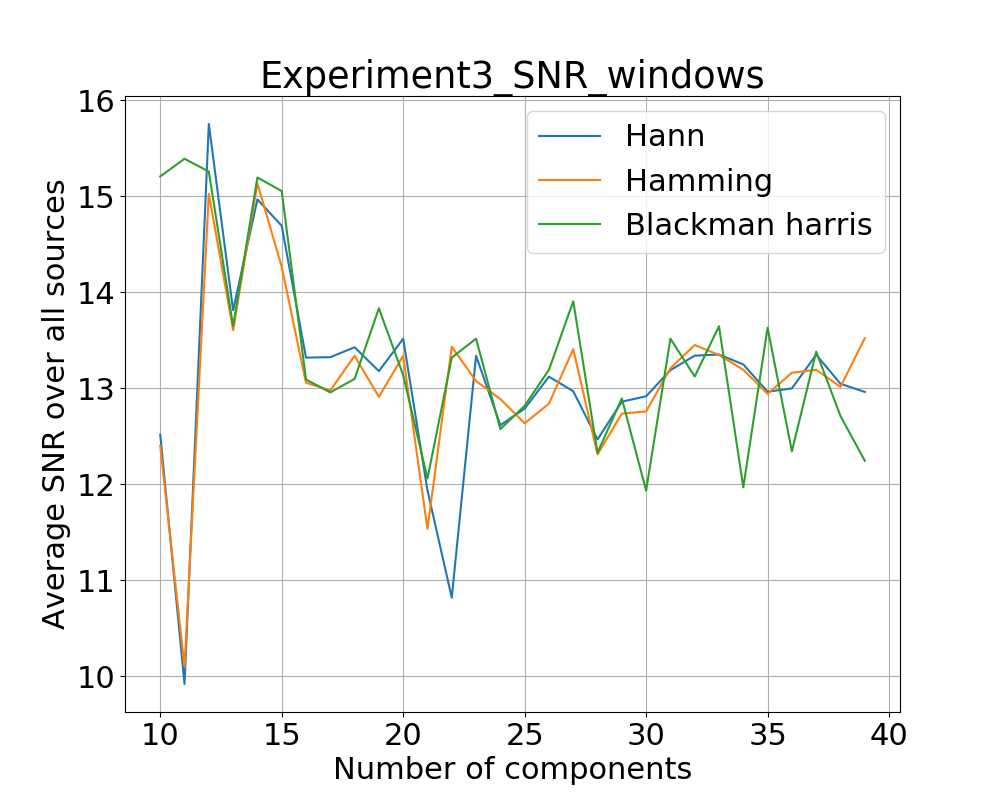 Experiment3_SNR_windows
16
15
14
13
12
11
10
Average SNR over all sources
Hann
Hamming
Blackman harris
10 15 20 25 30 35 40
Number of components